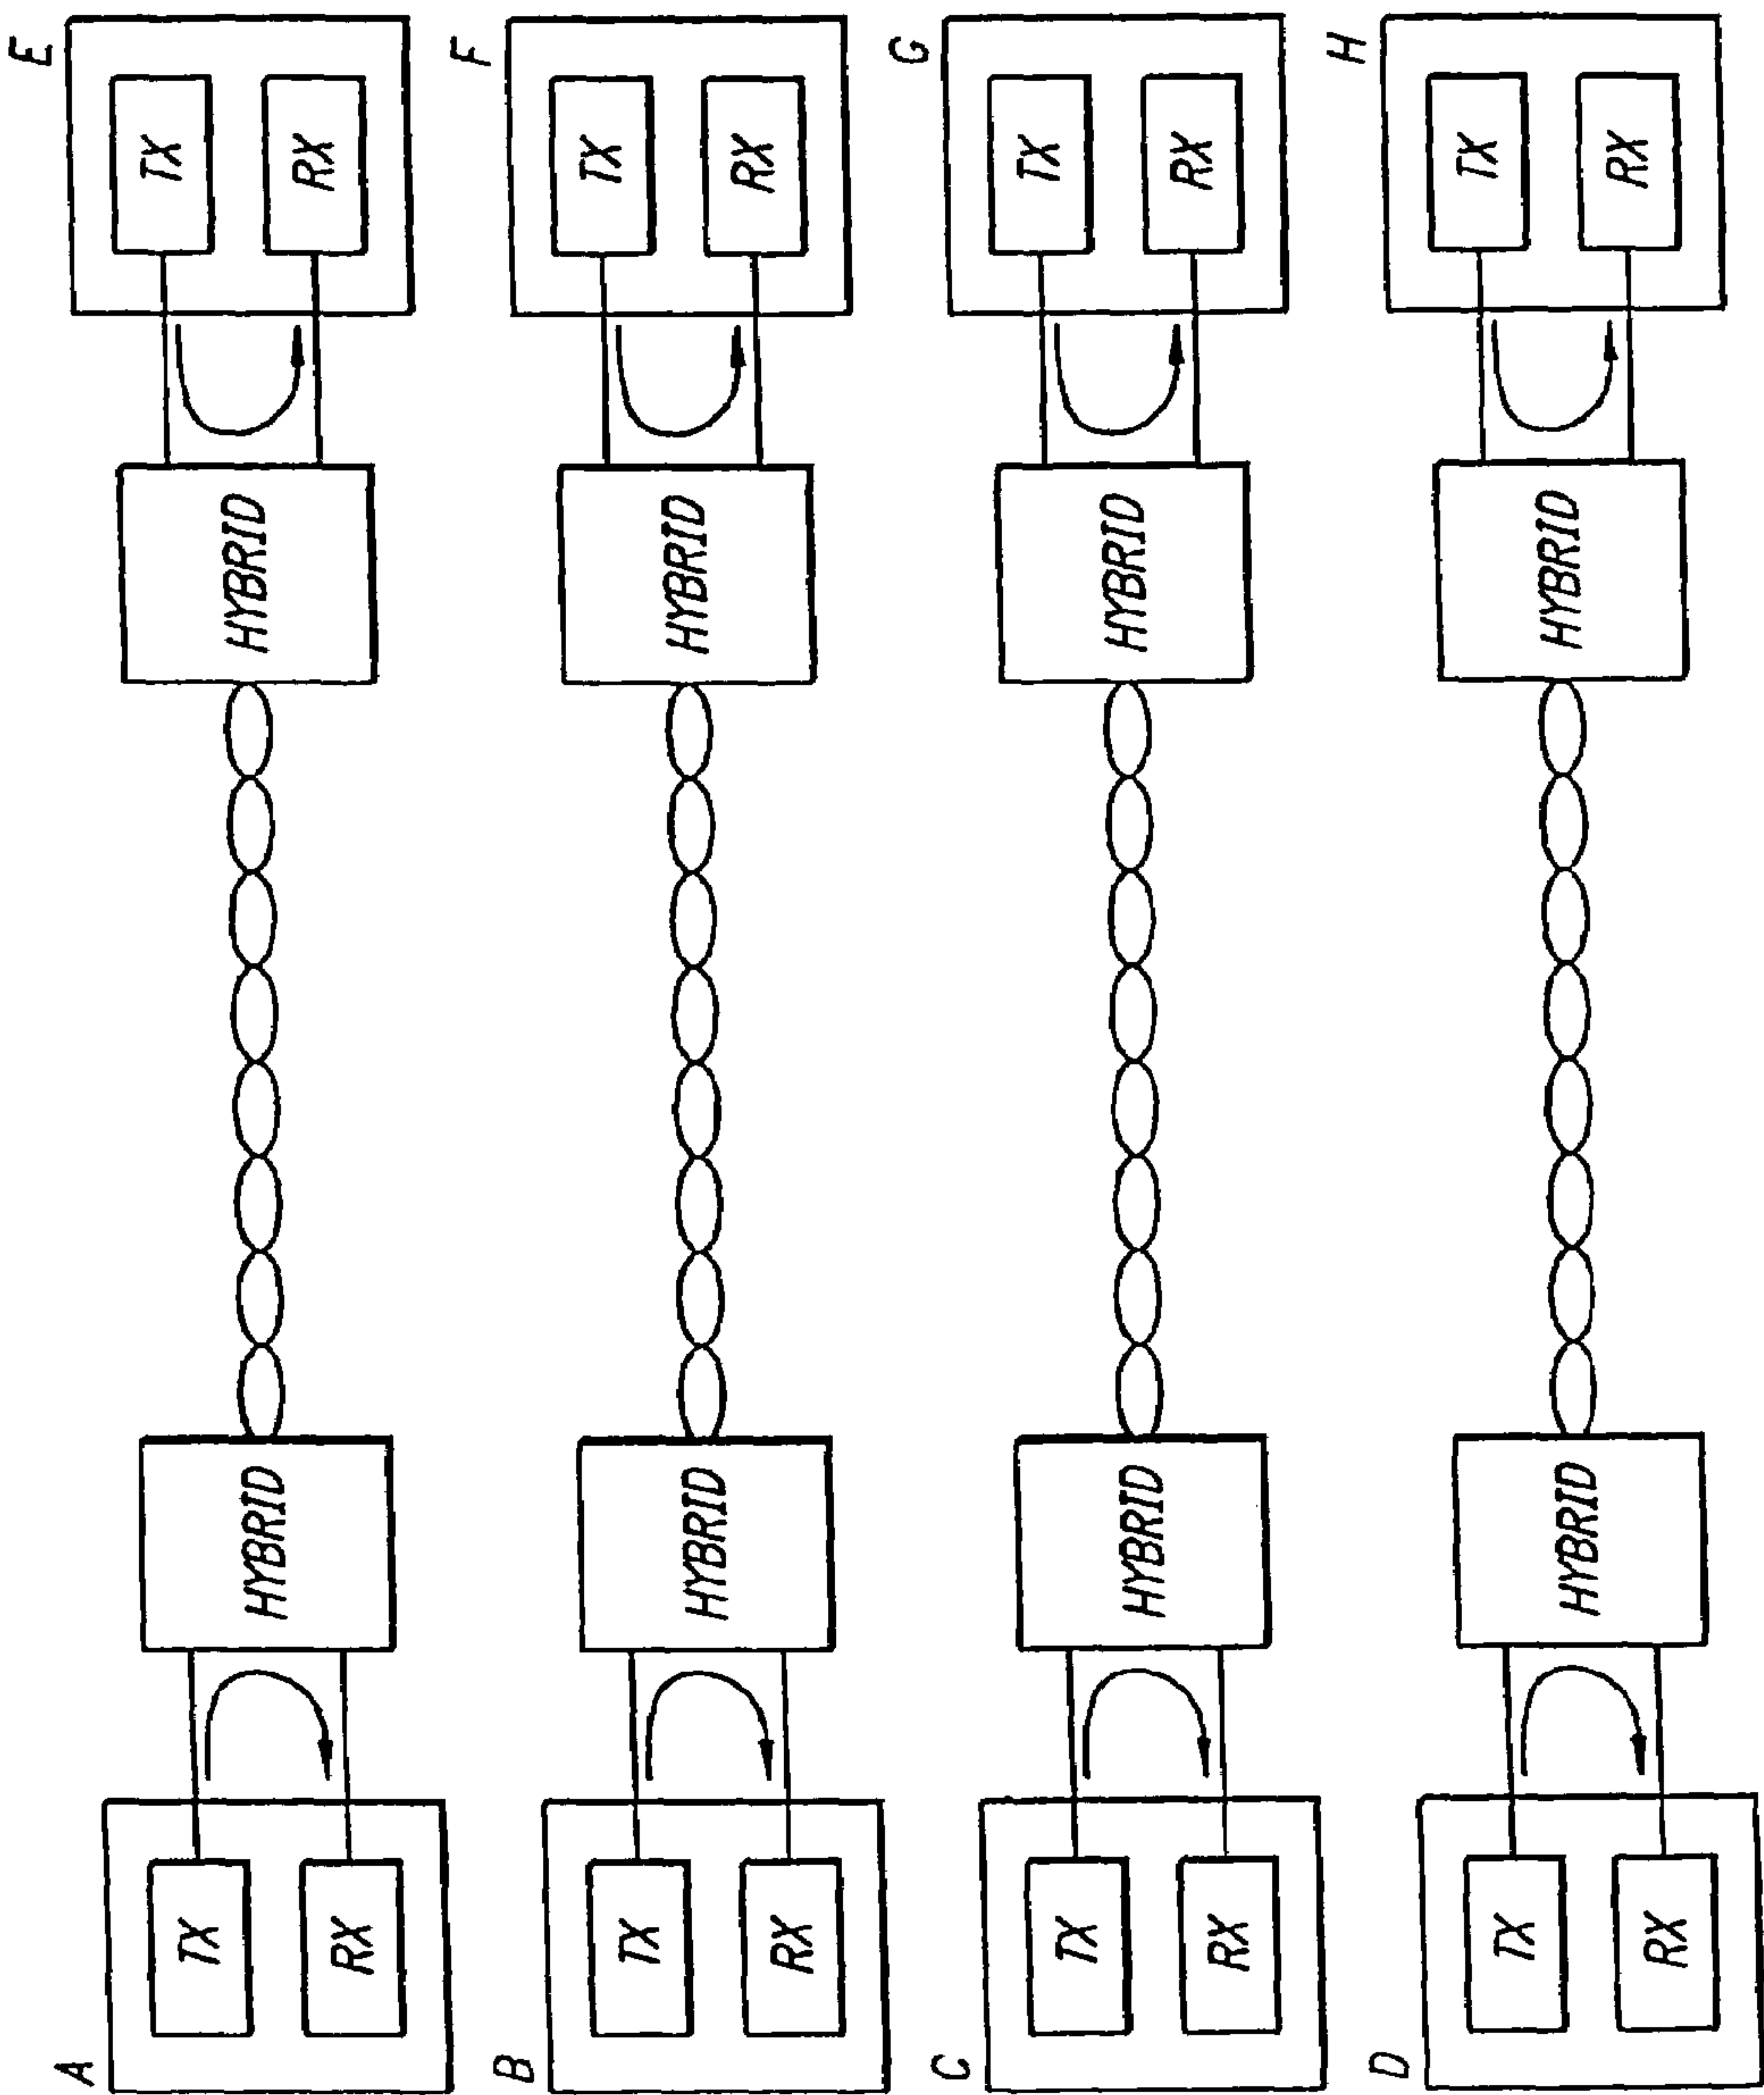 A
TX
RX
HYBRID
HYBRID
TX
RX
E
B
TX
RX
HYBRID
HYBRID
TX
RX
F
C
TX
RX
HYBRID
HYBRID
TX
RX
G
D
TX
RX
HYBRID
HYBRID
TX
RX
H